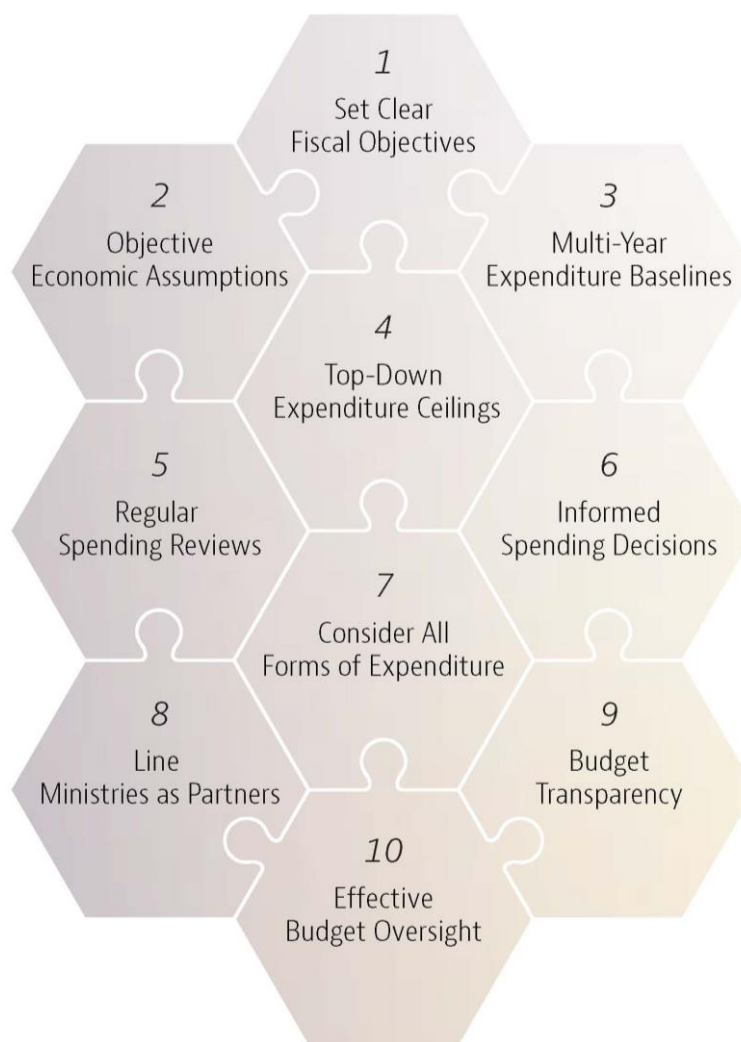 1
Set Clear
Fiscal Objectives
2
Objective
Economic Assumptions
3
Multi-Year
Expenditure Baselines
4
Top-Down
Expenditure Ceilings
5
Regular
Spending Reviews
6
Informed
Spending Decisions
7
Consider All
Forms of Expenditure
8
Line
Ministries as Partners
9
Budget
Transparency
10
Effective
Budget Oversight